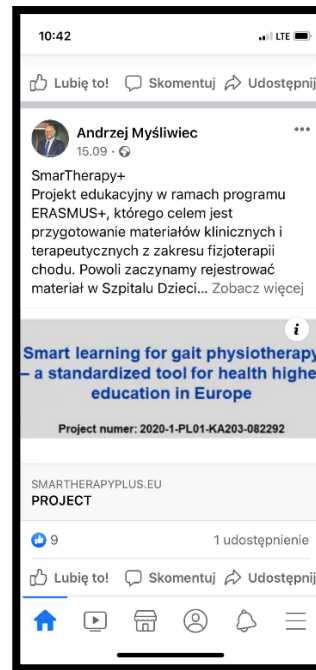 10:42
LTE
Lubię to! Skomentuj Udostępnij
Andrzej Myśliwiec
15.09 ·
SmarTherapy+
Projekt edukacyjny w ramach programu
ERASMUS+, którego celem jest
przygotowanie materiałów klinicznych i
terapeutycznych z zakresu fizjoterapii
chodu. Powoli zaczynamy rejestrować
materiał w Szpitalu Dzieci... Zobacz więcej
i
Smart learning for gait physiotherapy
– a standardized tool for health highe
education in Europe
Project numer: 2020-1-PL01-KA203-082292
SMARTHERAPYPLUS.EU
PROJECT
9 1 udostępnienie
Lubię to! Skomentuj Udostępnij